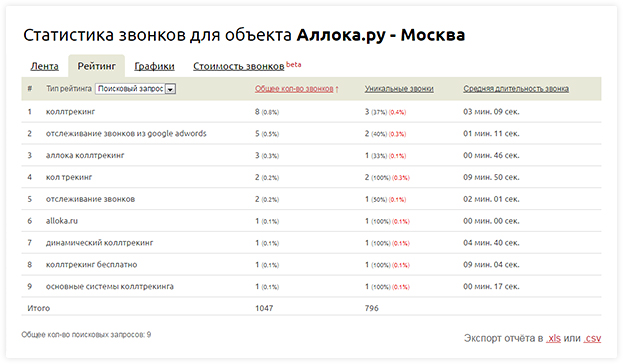 Статистика звонков для объекта Аллока.ру - Москва
Лента Рейтинг Графики Стоимость звонков beta
# Тип рейтинга Поисковый запрос Общее кол-во звонков ↑ Уникальные звонки Средняя длительность звонка
1 коллтрекинг 8 (0.8%) 3 (37%) (0.4%) 03 мин. 09 сек.
2 отслеживание звонков из google adwords 5 (0.5%) 2 (40%) (0.3%) 01 мин. 11 сек.
3 аллока коллтрекинг 3 (0.3%) 1 (33%) (0.1%) 00 мин. 46 сек.
4 кол трекинг 2 (0.2%) 2 (100%) (0.3%) 09 мин. 50 сек.
5 отслеживание звонков 2 (0.2%) 1 (50%) (0.1%) 02 мин. 01 сек.
6 alloka.ru 1 (0.1%) 1 (100%) (0.1%) 00 мин. 00 сек.
7 динамический коллтрекинг 1 (0.1%) 1 (100%) (0.1%) 04 мин. 40 сек.
8 коллтрекинг бесплатно 1 (0.1%) 1 (100%) (0.1%) 09 мин. 04 сек.
9 основные системы коллтрекинга 1 (0.1%) 1 (100%) (0.1%) 00 мин. 17 сек.
Итого 1047 796
Общее кол-во поисковых запросов: 9
Экспорт отчёта в .xls или .csv